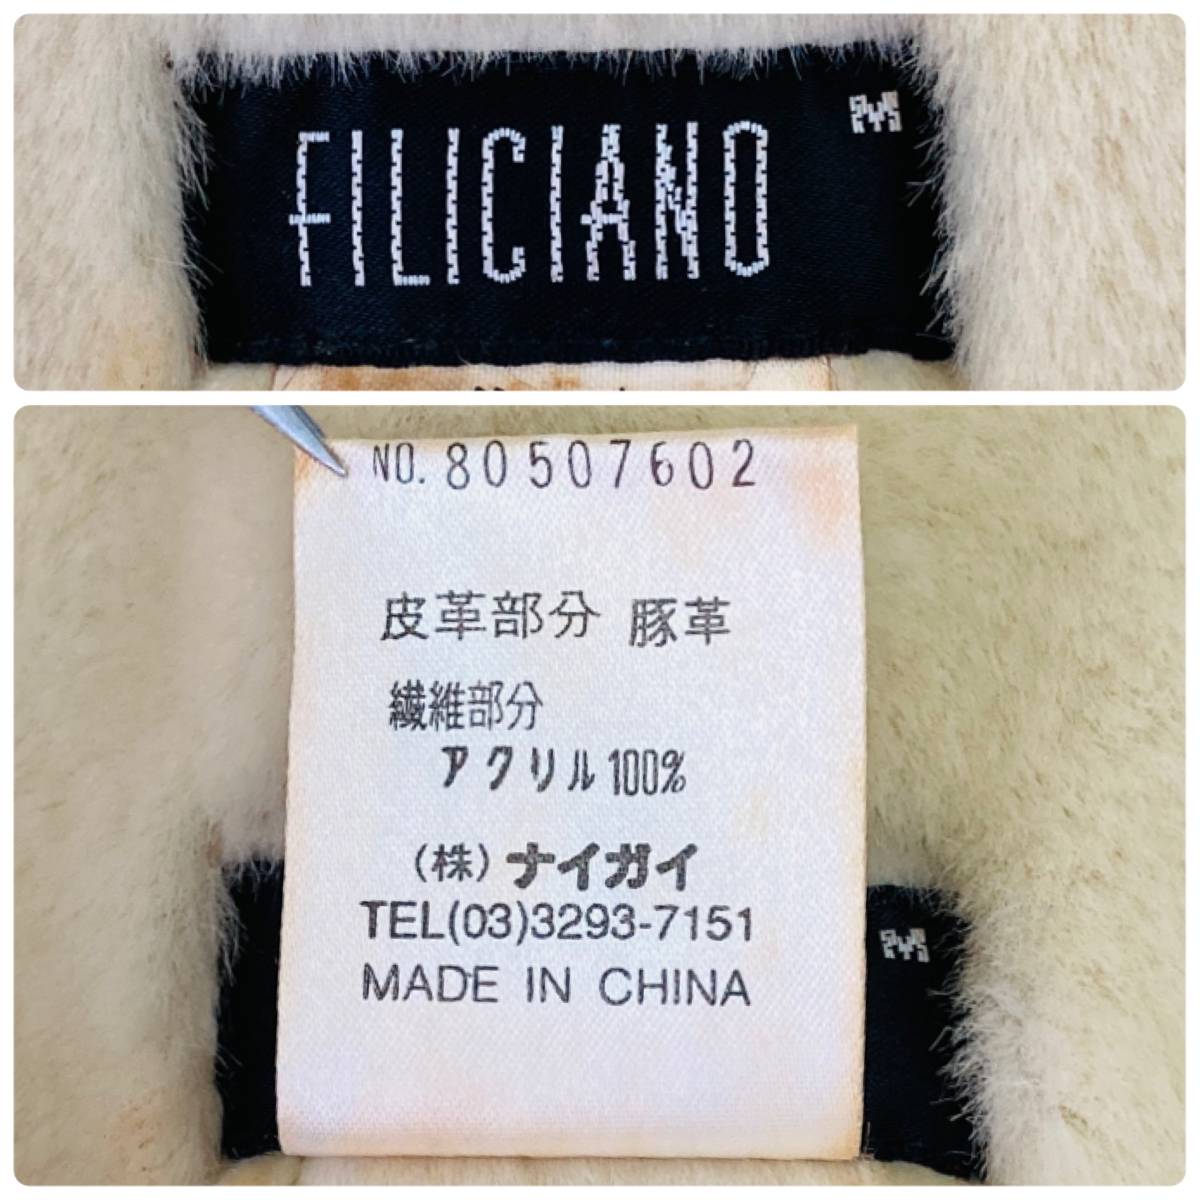 FILICIANO M
NO. 80507602
皮革部分 豚革
繊維部分
アクリル100%
(株)ナイガイ
TEL(03)3293-7151
MADE IN CHINA
M